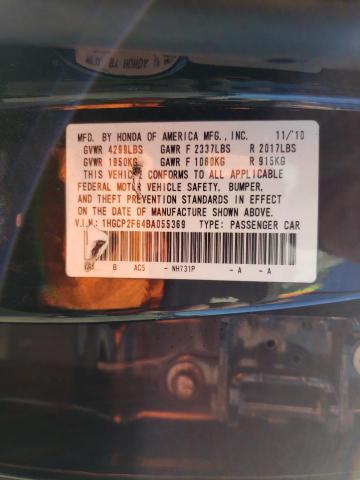 MFD. BY HONDA OF AMERICA MFG., INC. 11/10
GVWR 4299LBS GAWR F 2337LBS R 2017LBS
GVWR 1950KG GAWR F 1060KG R 915KG
THIS VEHICLE CONFORMS TO ALL APPLICABLE
FEDERAL MOTOR VEHICLE SAFETY, BUMPER,
AND THEFT PREVENTION STANDARDS IN EFFECT
ON THE DATE OF MANUFACTURE SHOWN ABOVE.
V.I.N: 1HGCP2F64BA055369 TYPE: PASSENGER CAR
B AC5 - NH731P - A - A